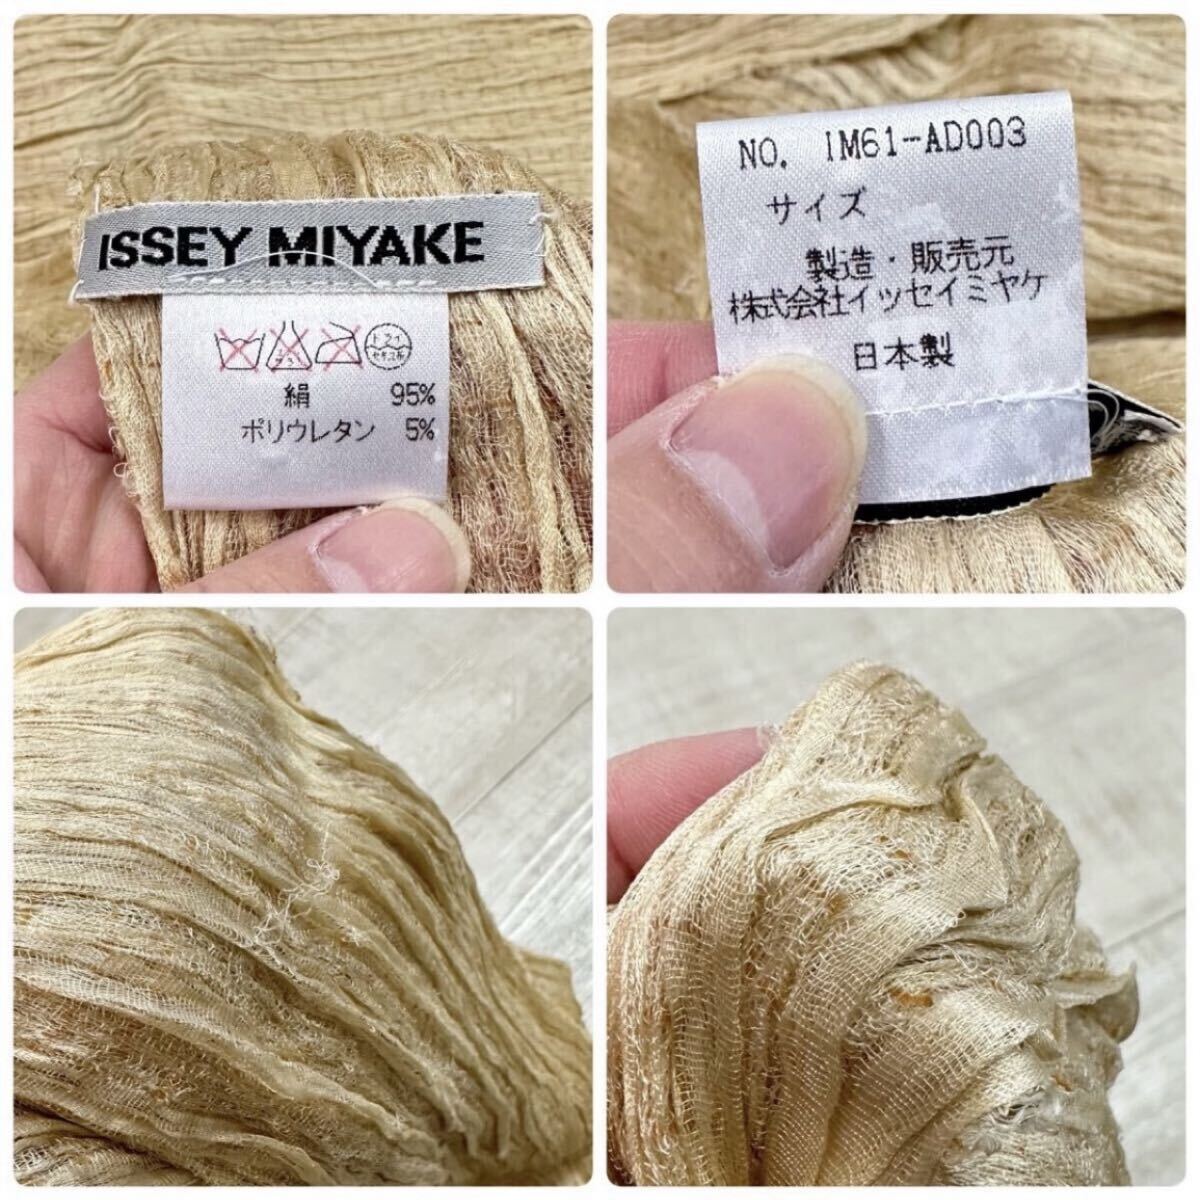 ISSEY MIYAKE
絹 95%
ポリウレタン 5%
NO. IM61-AD003
サイズ
製造・販売元
株式会社イッセイミヤケ
日本製